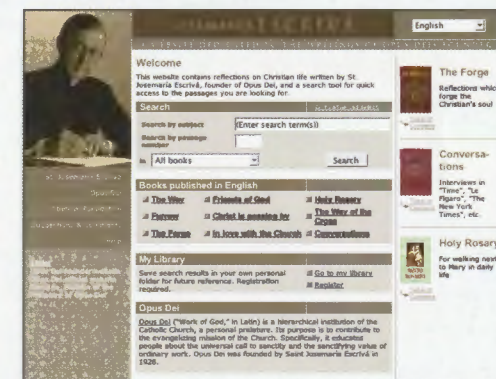 English
Welcome
This website contains reflections on Christian life written by St.
Josemaría Escrivá, founder of Opus Dei, and a search tool for quick
access to the passages you are looking for.
Search
Search by subject
(Enter search term(s))
Search by passage
number
in
All books
Search
Books published in English
The Way
Friends of God
Holy Rosary
Furrow
Christ is passing by
The Way of the
Cross
The Forge
In love with the Church
Conversations
My Library
Save search results in your own personal
folder for future reference. Registration
required.
Go to my library
Register
Opus Dei
Opus Dei ("Work of God," in Latin) is a hierarchical institution of the
Catholic Church, a personal prelature. Its purpose is to contribute to
the evangelizing mission of the Church. Specifically, it educates
people about the universal call to sanctity and the sanctifying value of
ordinary work. Opus Dei was founded by Saint Josemaría Escrivá in
1928.
The Forge
Reflections which
forge the
Christian's soul
Conversa-
tions
Interviews in
"Time", "Le
Figaro", "The
New York
Times", etc.
Holy Rosary
For walking next
to Mary in daily
life